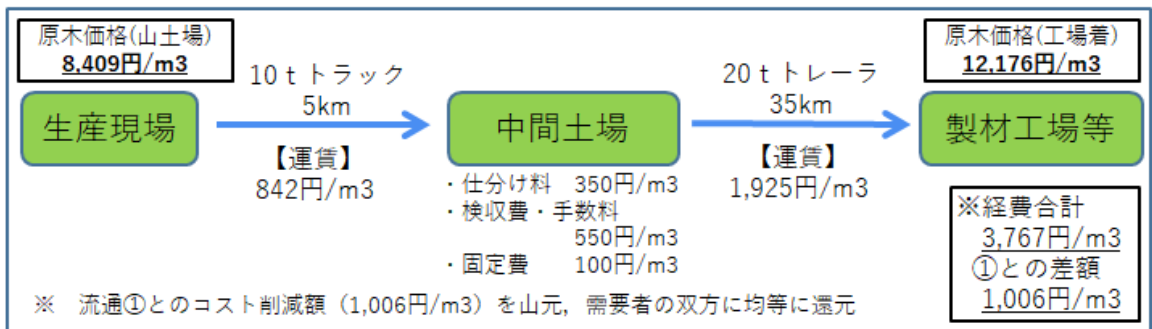 原木価格(山土場)
8,409円/m3
生産現場
10ｔトラック
5km
【運賃】
842円/m3
中間土場
・仕分け料　350円/m3
・検収費・手数料
550円/m3
・固定費　　100円/m3
20ｔトレーラ
35km
【運賃】
1,925円/m3
原木価格(工場着)
12,176円/m3
製材工場等
※経費合計
3,767円/m3
①との差額
1,006円/m3
※　流通①とのコスト削減額（1,006円/m3）を山元，需要者の双方に均等に還元